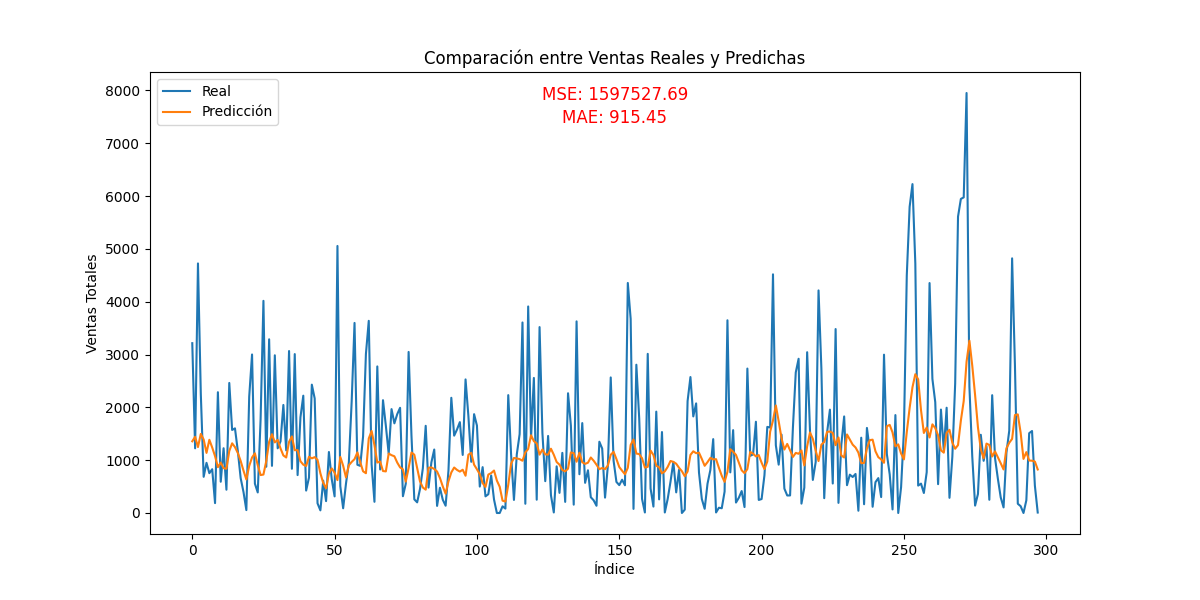 Comparación entre Ventas Reales y Predichas
Real
Predicción
MSE: 1597527.69
MAE: 915.45
8000
7000
6000
5000
4000
3000
2000
1000
0
Ventas Totales
0 50 100 150 200 250 300
Índice